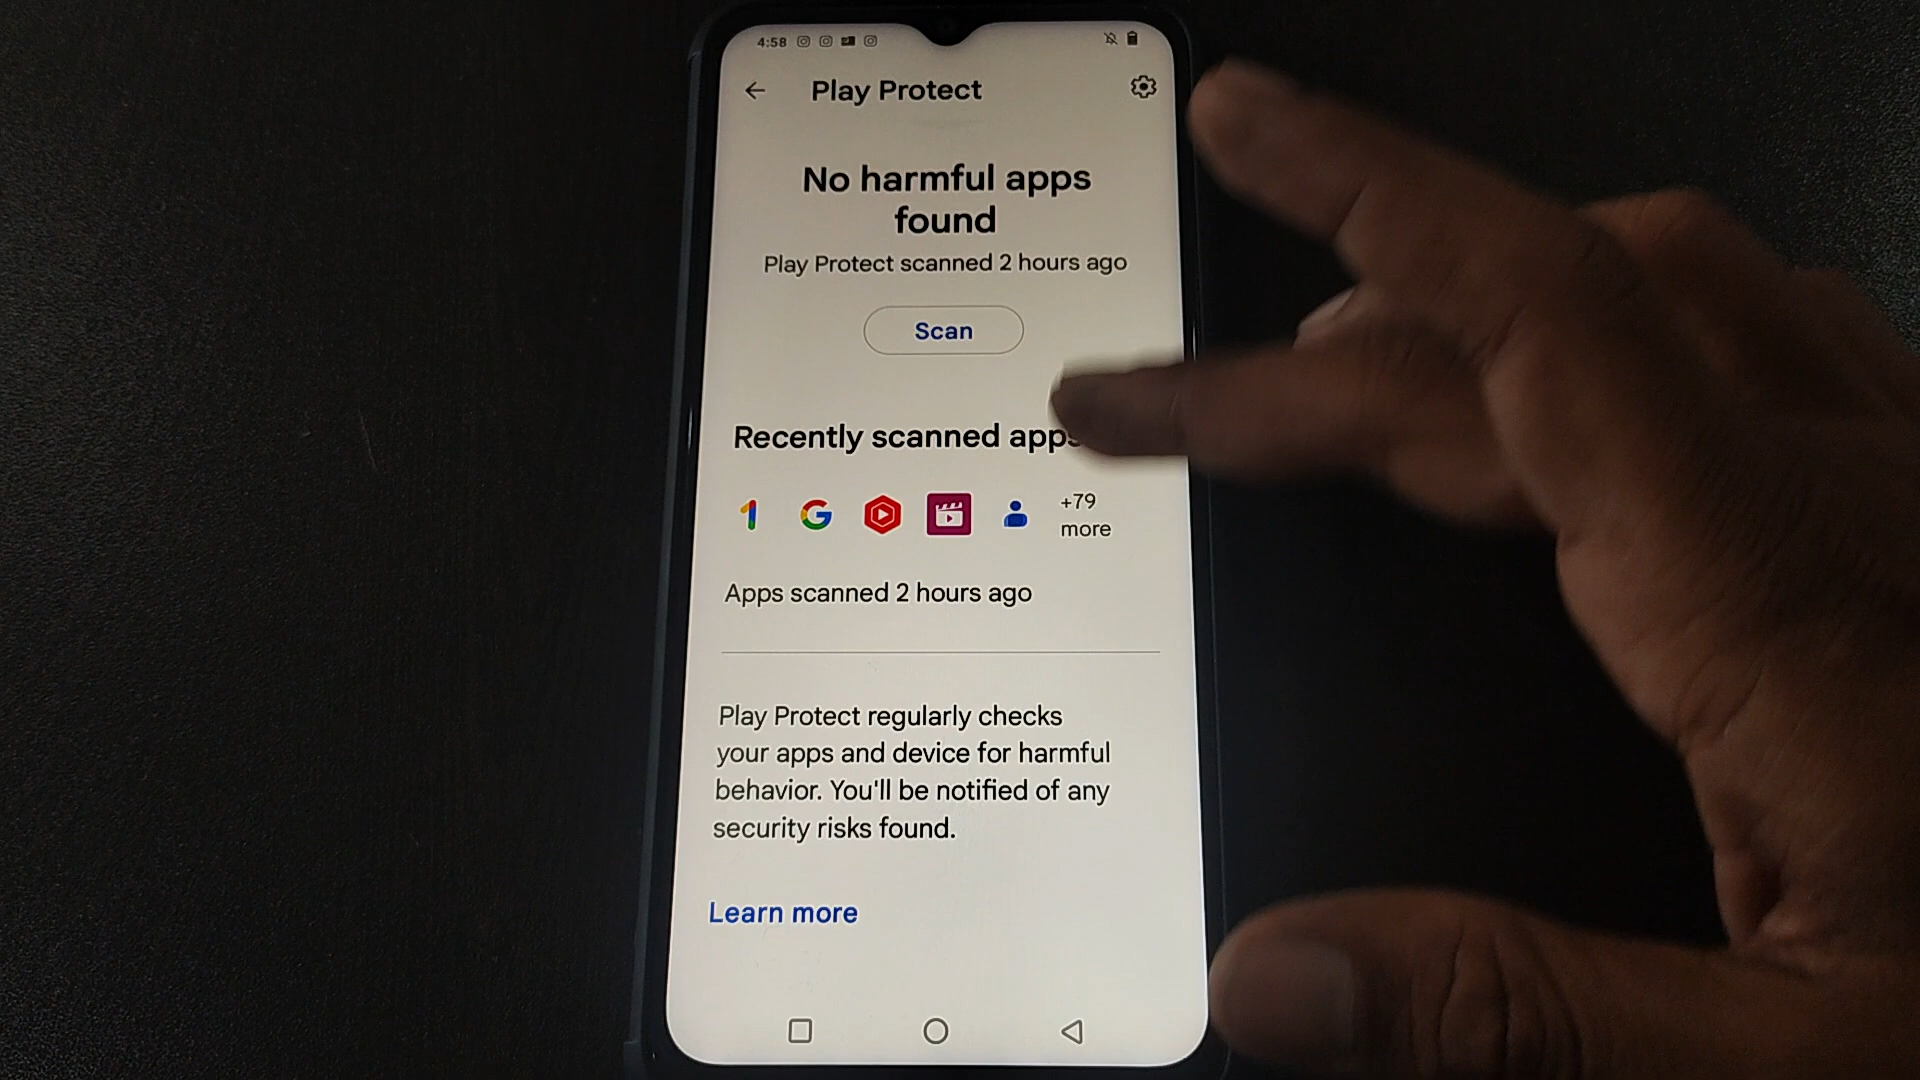 4:58
Play Protect
No harmful apps
found
Play Protect scanned 2 hours ago
Scan
Recently scanned apps
+79
more
Apps scanned 2 hours ago
Play Protect regularly checks
your apps and device for harmful
behavior. You'll be notified of any
security risks found.
Learn more